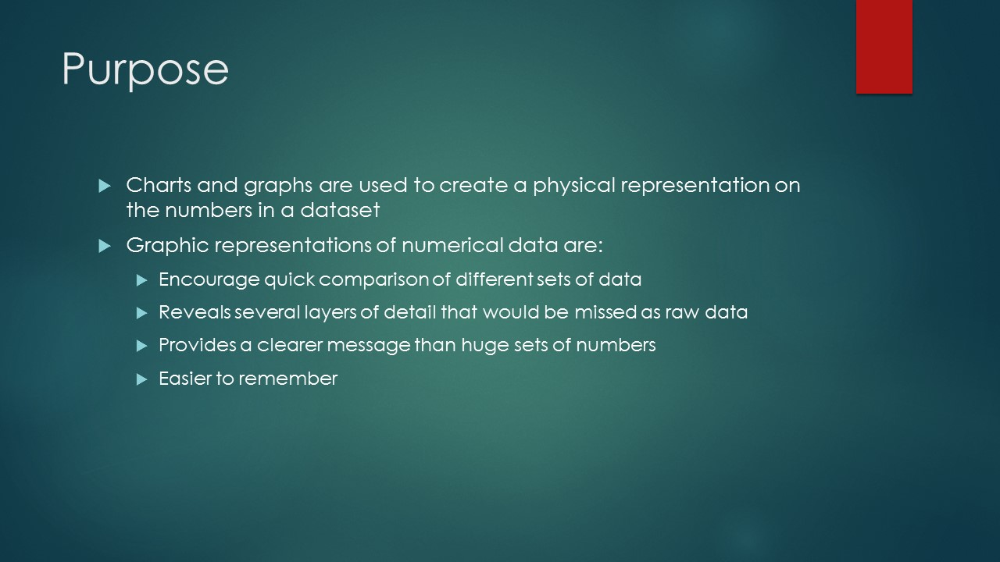 Purpose
Charts and graphs are used to create a physical representation on
the numbers in a dataset
Graphic representations of numerical data are:
Encourage quick comparison of different sets of data
Reveals several layers of detail that would be missed as raw data
Provides a clearer message than huge sets of numbers
Easier to remember